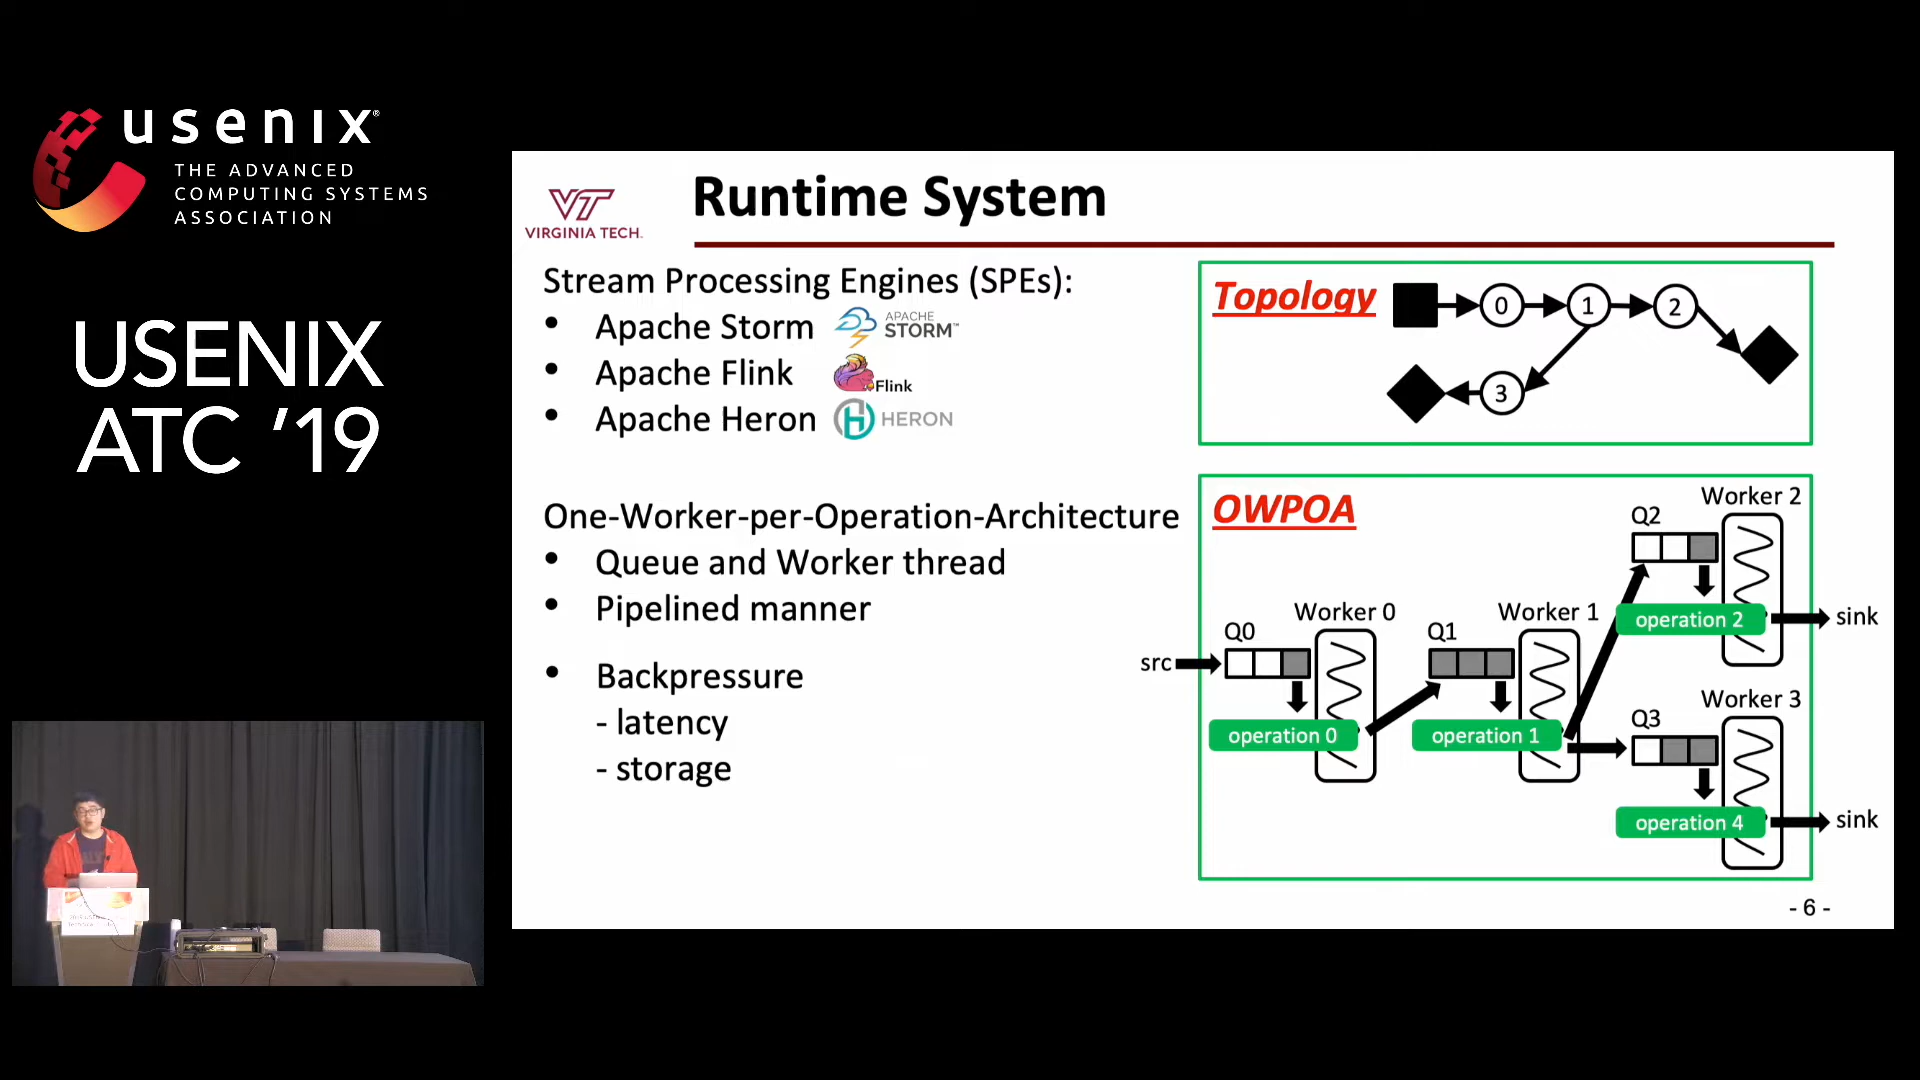 usenix®
THE ADVANCED
COMPUTING SYSTEMS
ASSOCIATION
USENIX
ATC '19
VT
VIRGINIA TECH.
Runtime System
Stream Processing Engines (SPEs):
• Apache Storm
APACHE
STORM™
• Apache Flink
Flink
• Apache Heron
HERON
One-Worker-per-Operation-Architecture
• Queue and Worker thread
• Pipelined manner
• Backpressure
- latency
- storage
Topology
0
1
2
3
OWPOA
src
Q0
Worker 0
operation 0
Q1
Worker 1
operation 1
Q2
Worker 2
operation 2
sink
Q3
Worker 3
operation 4
sink
- 6 -